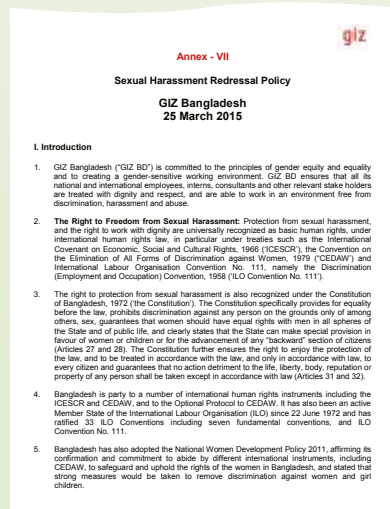 giz
Annex - VII
Sexual Harassment Redressal Policy
GIZ Bangladesh
25 March 2015
I. Introduction
1. GIZ Bangladesh ("GIZ BD") is committed to the principles of gender equity and equality
and to creating a gender-sensitive working environment. GIZ BD ensures that all its
national and international employees, interns, consultants and other relevant stake holders
are treated with dignity and respect, and are able to work in an environment free from
discrimination, harassment and abuse.
2. The Right to Freedom from Sexual Harassment: Protection from sexual harassment,
and the right to work with dignity are universally recognized as basic human rights, under
international human rights law, in particular under treaties such as the International
Covenant on Economic, Social and Cultural Rights, 1966 ('ICESCR'), the Convention on
the Elimination of All Forms of Discrimination against Women, 1979 ("CEDAW") and
International Labour Organisation Convention No. 111, namely the Discrimination
(Employment and Occupation) Convention, 1958 ('ILO Convention No. 111').
3. The right to protection from sexual harassment is also recognized under the Constitution
of Bangladesh, 1972 ('the Constitution'). The Constitution specifically provides for equality
before the law, prohibits discrimination against any person on the grounds only of among
others, sex, guarantees that women should have equal rights with men in all spheres of
the State and of public life, and clearly states that the State can make special provision in
favour of women or children or for the advancement of any "backward" section of citizens
(Articles 27 and 28). The Constitution further ensures the right to enjoy the protection of
the law, and to be treated in accordance with the law, and only in accordance with law, to
every citizen and guarantees that no action detriment to the life, liberty, body, reputation or
property of any person shall be taken except in accordance with law (Articles 31 and 32).
4. Bangladesh is party to a number of international human rights instruments including the
ICESCR and CEDAW, and to the Optional Protocol to CEDAW. It has also been an active
Member State of the International Labour Organisation (ILO) since 22 June 1972 and has
ratified 33 ILO Conventions including seven fundamental conventions, and ILO
Convention No. 111.
5. Bangladesh has also adopted the National Women Development Policy 2011, affirming its
confirmation and commitment to abide by different international instruments, including
CEDAW, to safeguard and uphold the rights of the women in Bangladesh, and stated that
strong measures would be taken to remove discrimination against women and girl
children.